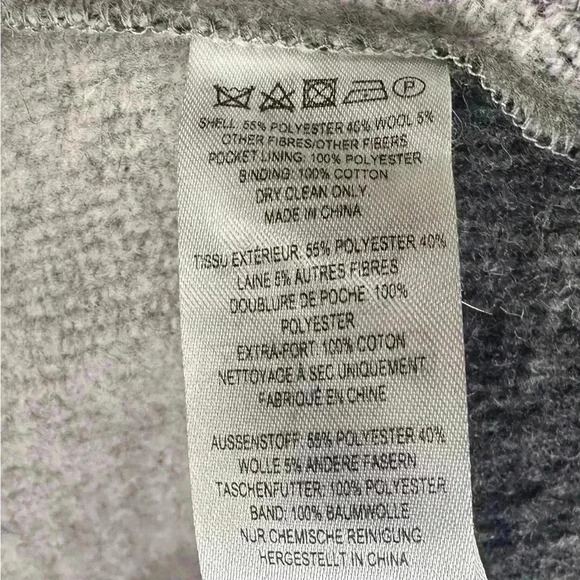 P
SHELL: 55% POLYESTER 40% WOOL 5%
OTHER FIBRES/OTHER FIBERS
POCKET LINING: 100% POLYESTER
BINDING: 100% COTTON
DRY CLEAN ONLY
MADE IN CHINA
TISSU EXTÉRIEUR: 55% POLYESTER 40%
LAINE 5% AUTRES FIBRES
DOUBLURE DE POCHE: 100%
POLYESTER
EXTRA-FORT: 100% COTON
NETTOYAGE À SEC UNIQUEMENT
FABRIQUÉ EN CHINE
AUSSENSTOFF: 55% POLYESTER 40%
WOLLE 5% ANDERE FASERN
TASCHENFUTTER: 100% POLYESTER
BAND: 100% BAUMWOLLE
NUR CHEMISCHE REINIGUNG
HERGESTELLT IN CHINA